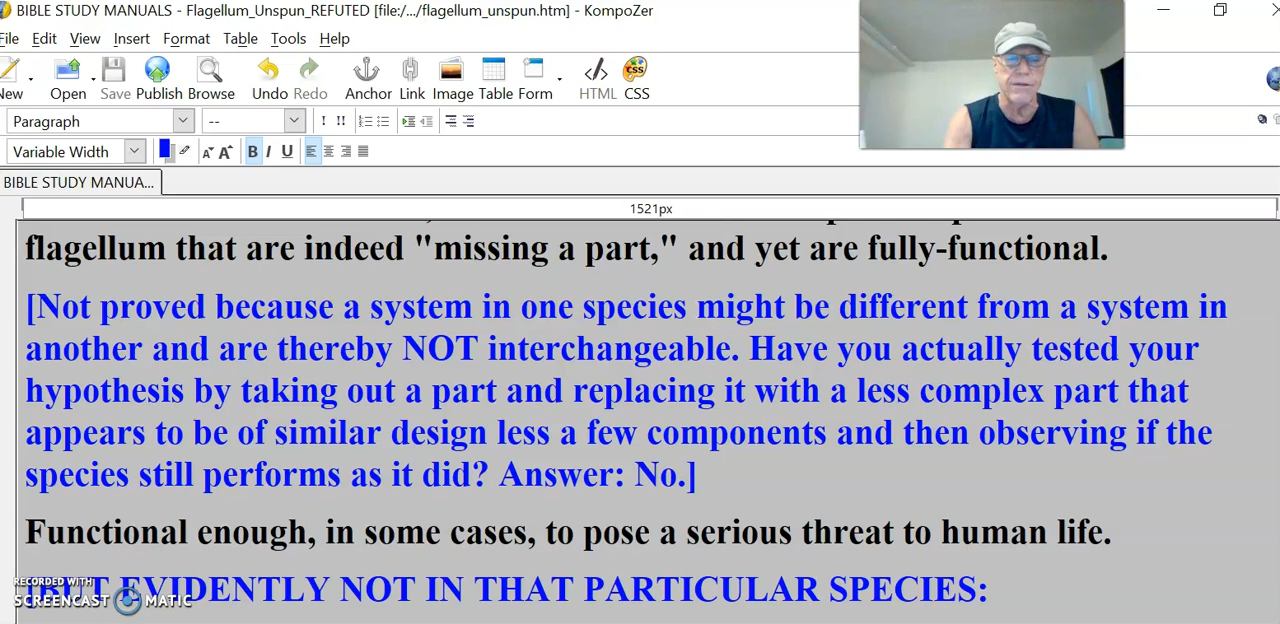 BIBLE STUDY MANUALS - Flagellum_Unspun_REFUTED [file:/.../flagellum_unspun.htm] - KompoZer
File Edit View Insert Format Table Tools Help
New Open Save Publish Browse Undo Redo Anchor Link Image Table Form HTML CSS
Paragraph -- ! !!
Variable Width B I U
BIBLE STUDY MANUA...
1521px
flagellum that are indeed "missing a part," and yet are fully-functional.
[Not proved because a system in one species might be different from a system in
another and are thereby NOT interchangeable. Have you actually tested your
hypothesis by taking out a part and replacing it with a less complex part that
appears to be of similar design less a few components and then observing if the
species still performs as it did? Answer: No.]
Functional enough, in some cases, to pose a serious threat to human life.
EVIDENTLY NOT IN THAT PARTICULAR SPECIES:
RECORDED WITH
SCREENCAST MATIC